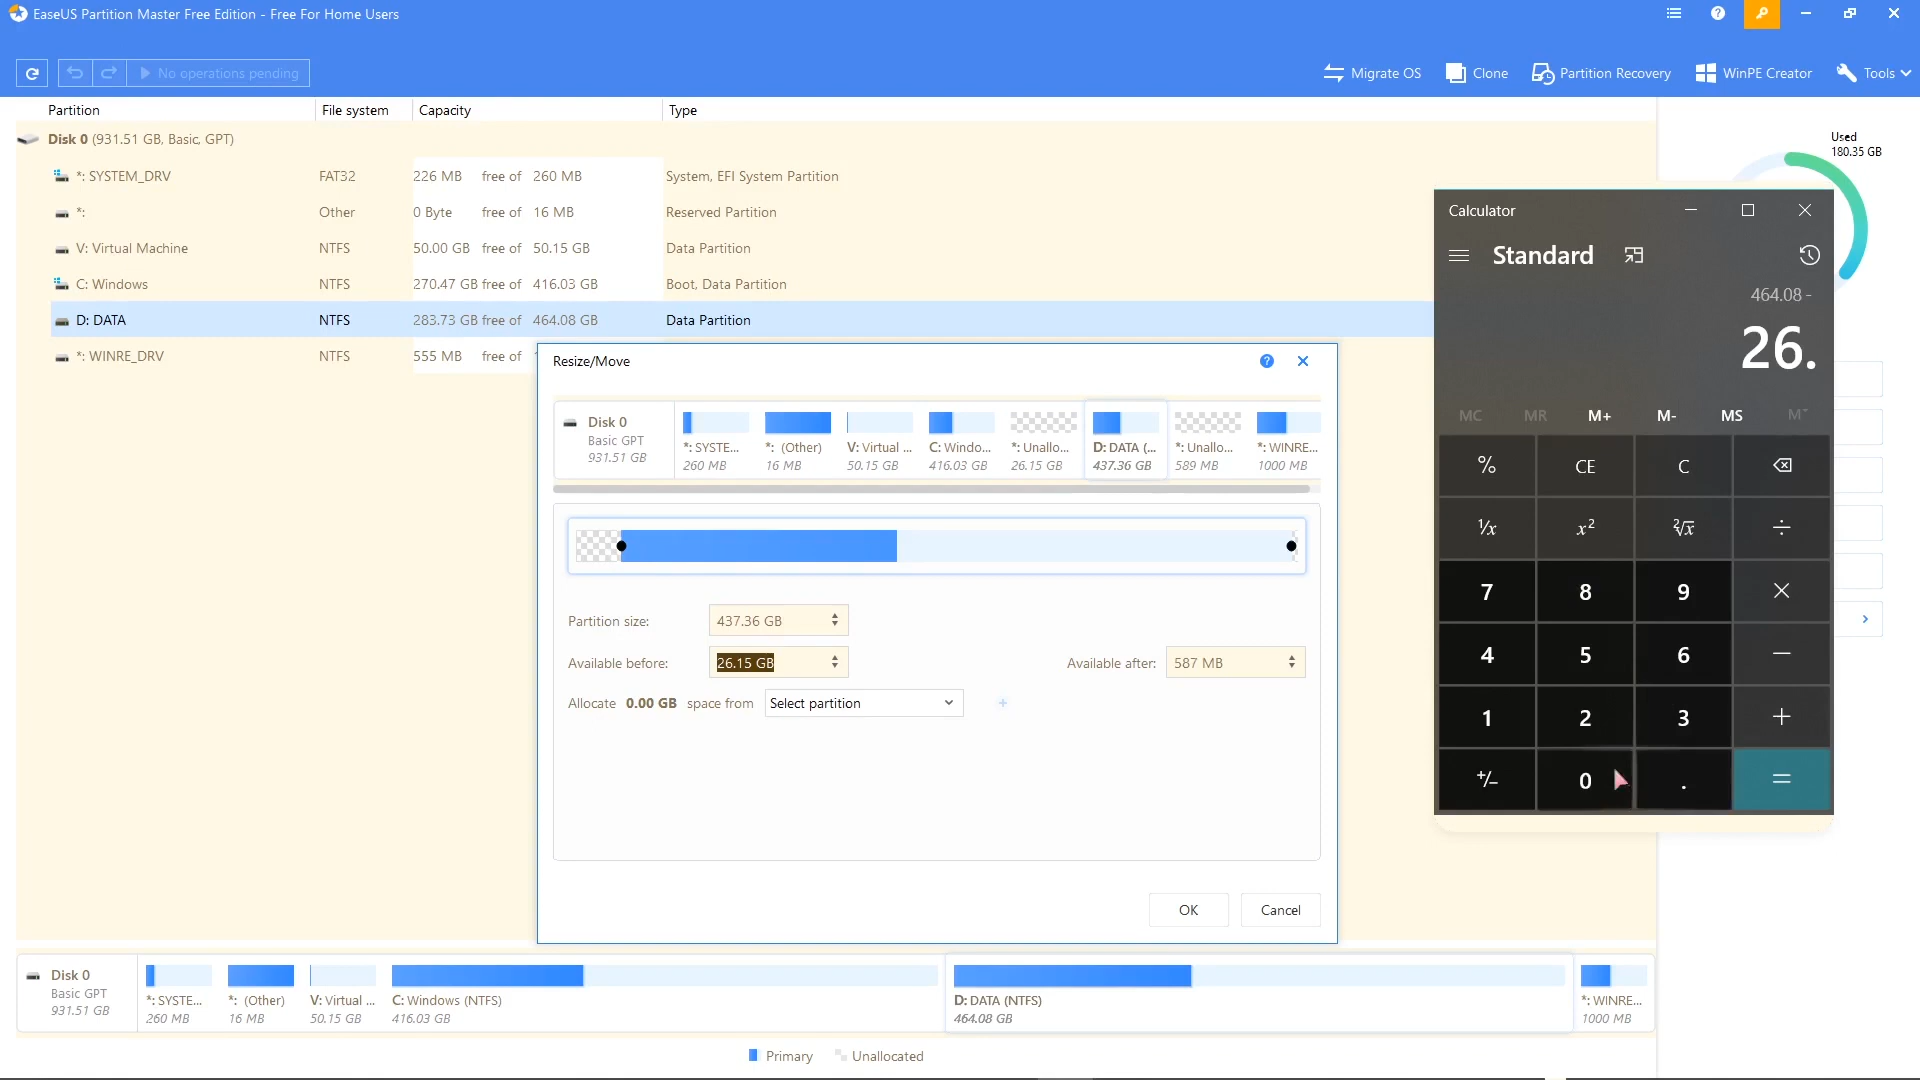 EaseUS Partition Master Free Edition - Free For Home Users
No operations pending
Migrate OS
Clone
Partition Recovery
WinPE Creator
Tools
Partition File system Capacity Type
Disk 0 (931.51 GB, Basic, GPT)
*: SYSTEM_DRV FAT32 226 MB free of 260 MB System, EFI System Partition
*: Other 0 Byte free of 16 MB Reserved Partition
V: Virtual Machine NTFS 50.00 GB free of 50.15 GB Data Partition
C: Windows NTFS 270.47 GB free of 416.03 GB Boot, Data Partition
D: DATA NTFS 283.73 GB free of 464.08 GB Data Partition
*: WINRE_DRV NTFS 555 MB free of
Used
180.35 GB
Resize/Move
Disk 0
Basic GPT
931.51 GB
*: SYSTE...
260 MB
*: (Other)
16 MB
V: Virtual ...
50.15 GB
C: Windo...
416.03 GB
*: Unallo...
26.15 GB
D: DATA (...
437.36 GB
*: Unallo...
589 MB
*: WINRE...
1000 MB
Partition size: 437.36 GB
Available before: 26.15 GB
Available after: 587 MB
Allocate 0.00 GB space from Select partition
+
OK
Cancel
Calculator
Standard
464.08 -
26.
MC MR M+ M- MS M˅
% CE C
¹/x x² ²√x ÷
7 8 9 ×
4 5 6 −
1 2 3 +
+/− 0 . =
Disk 0
Basic GPT
931.51 GB
*: SYSTE...
260 MB
*: (Other)
16 MB
V: Virtual ...
50.15 GB
C: Windows (NTFS)
416.03 GB
D: DATA (NTFS)
464.08 GB
*: WINRE...
1000 MB
Primary
Unallocated